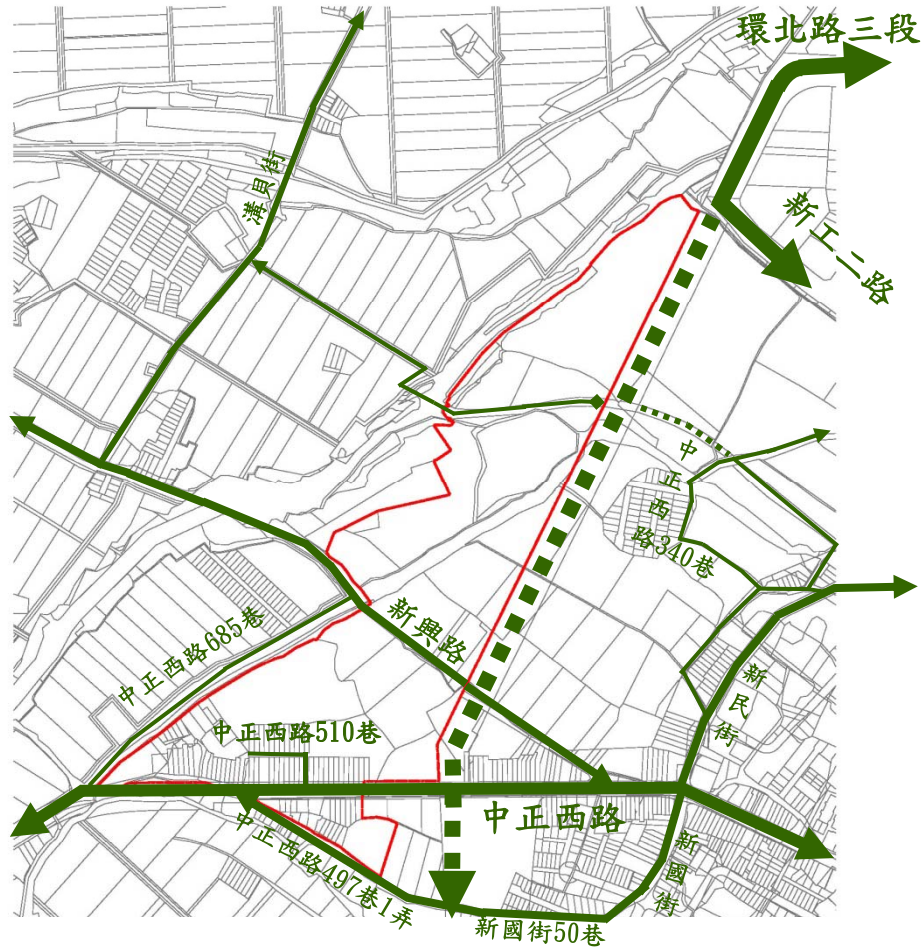 環北路三段
溝貝街
新工二路
中正西路340巷
新興路
中正西路685巷
新民街
中正西路510巷
中正西路
中正西路497巷1弄
新國街
新國街50巷